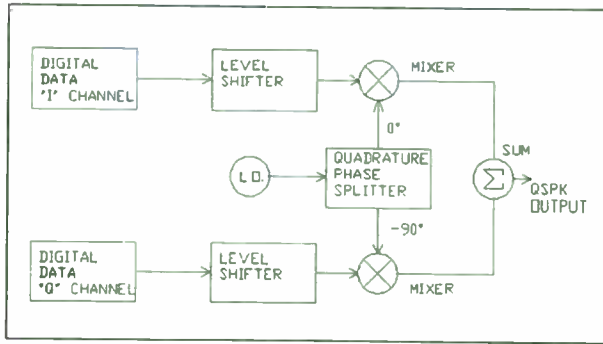 DIGITAL
DATA
"I" CHANNEL
LEVEL
SHIFTER
MIXER
0°
L.O.
QUADRATURE
PHASE
SPLITTER
SUM
Σ
QSPK
OUTPUT
-90°
DIGITAL
DATA
"Q" CHANNEL
LEVEL
SHIFTER
MIXER